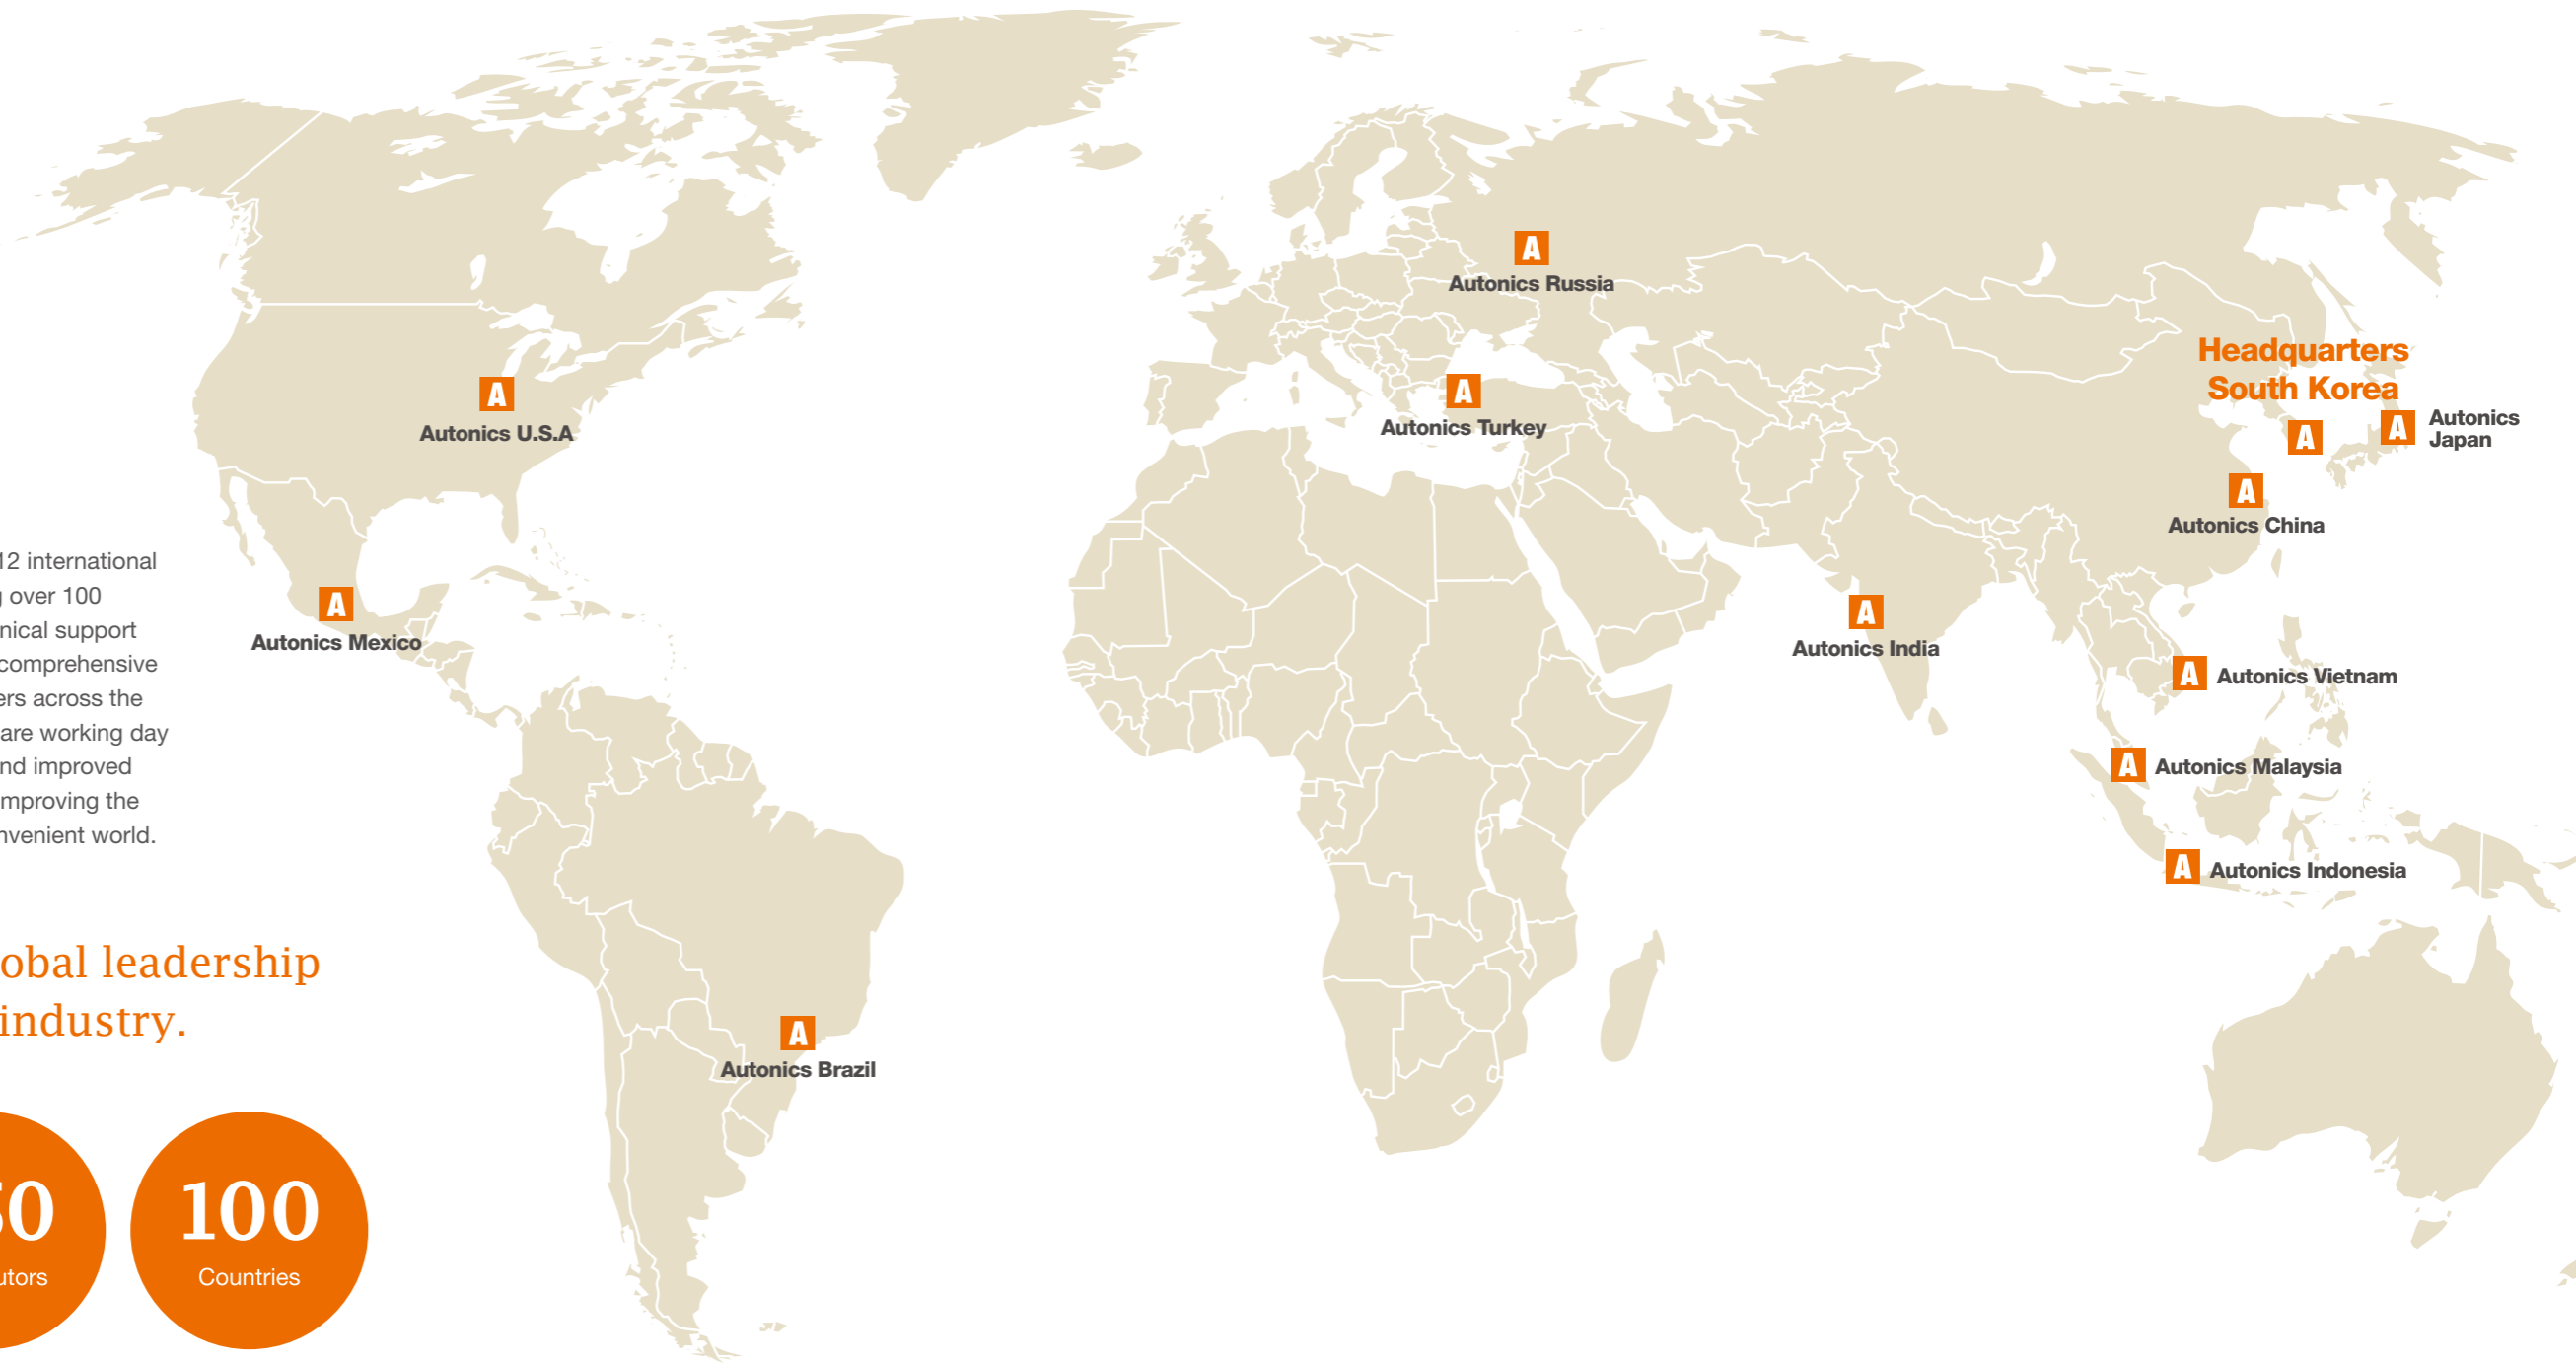 12 international
over 100
nical support
comprehensive
ers across the
are working day
nd improved
mproving the
nvenient world.
obal leadership
industry.
0
utors
100
Countries
A
Autonics U.S.A
A
Autonics Mexico
A
Autonics Brazil
A
Autonics Russia
A
Autonics Turkey
A
Autonics India
Headquarters
South Korea
A
A
Autonics
Japan
A
Autonics China
A
Autonics Vietnam
A
Autonics Malaysia
A
Autonics Indonesia